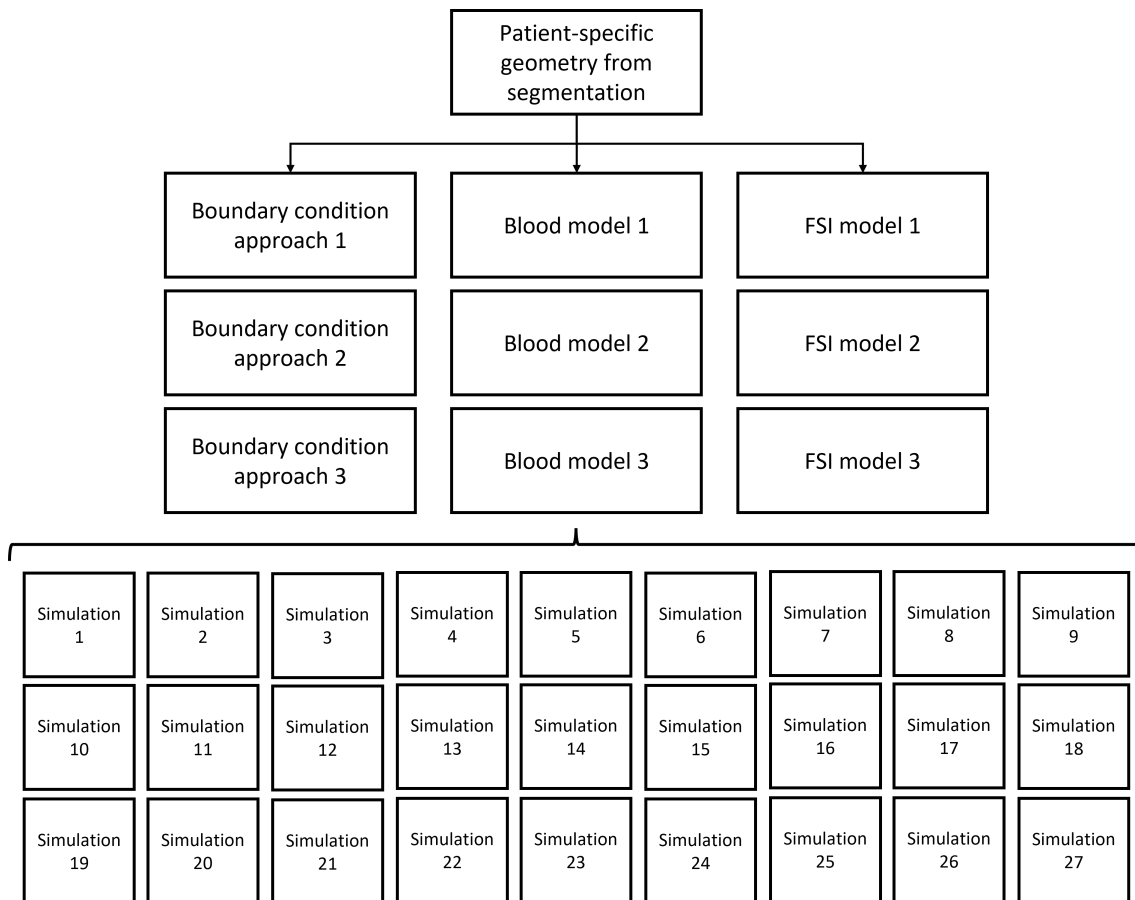 Patient-specific
geometry from
segmentation
Boundary condition
approach 1
Blood model 1
FSI model 1
Boundary condition
approach 2
Blood model 2
FSI model 2
Boundary condition
approach 3
Blood model 3
FSI model 3
Simulation
1
Simulation
2
Simulation
3
Simulation
4
Simulation
5
Simulation
6
Simulation
7
Simulation
8
Simulation
9
Simulation
10
Simulation
11
Simulation
12
Simulation
13
Simulation
14
Simulation
15
Simulation
16
Simulation
17
Simulation
18
Simulation
19
Simulation
20
Simulation
21
Simulation
22
Simulation
23
Simulation
24
Simulation
25
Simulation
26
Simulation
27